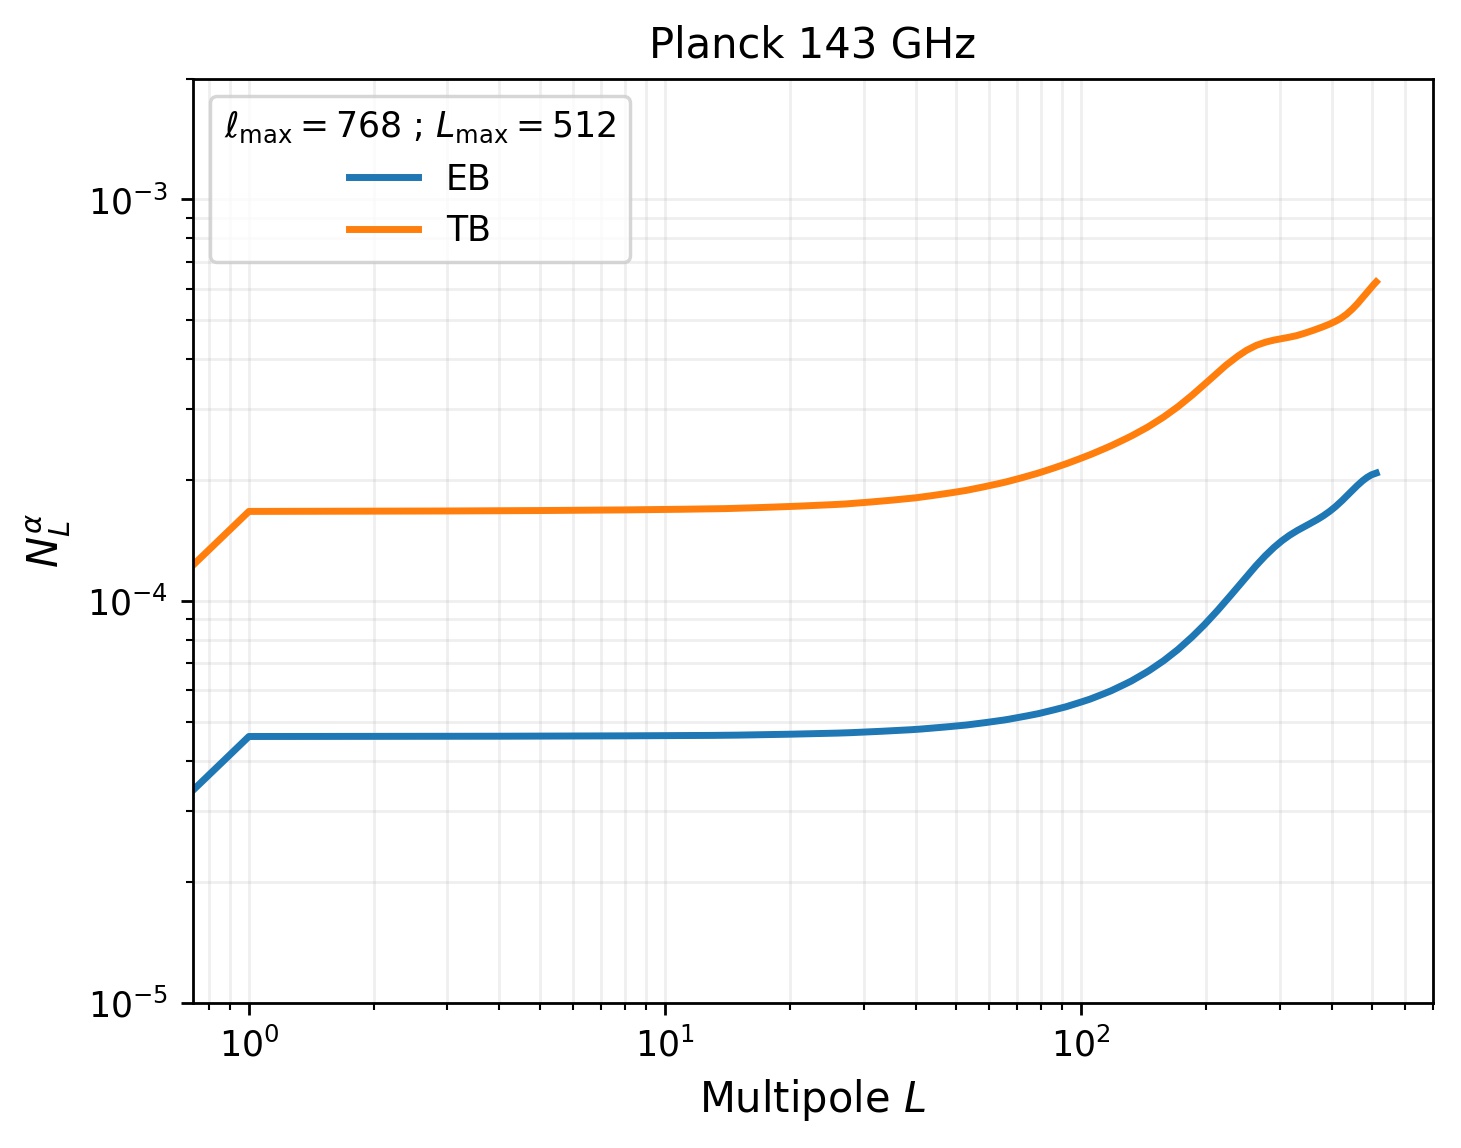 Planck 143 GHz
ℓ_max = 768 ; L_max = 512
EB
TB
10^-3
10^-4
10^-5
N_L^α
10^0
10^1
10^2
Multipole L